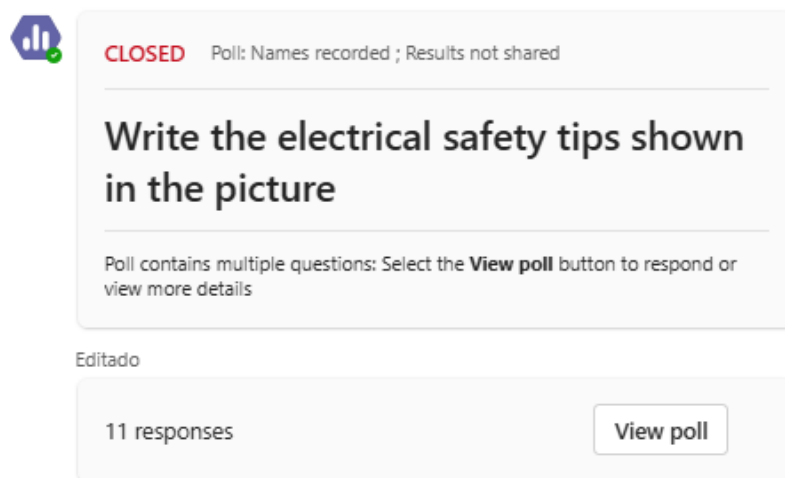 CLOSED Poll: Names recorded ; Results not shared
Write the electrical safety tips shown
in the picture
Poll contains multiple questions: Select the View poll button to respond or
view more details
Editado
11 responses View poll